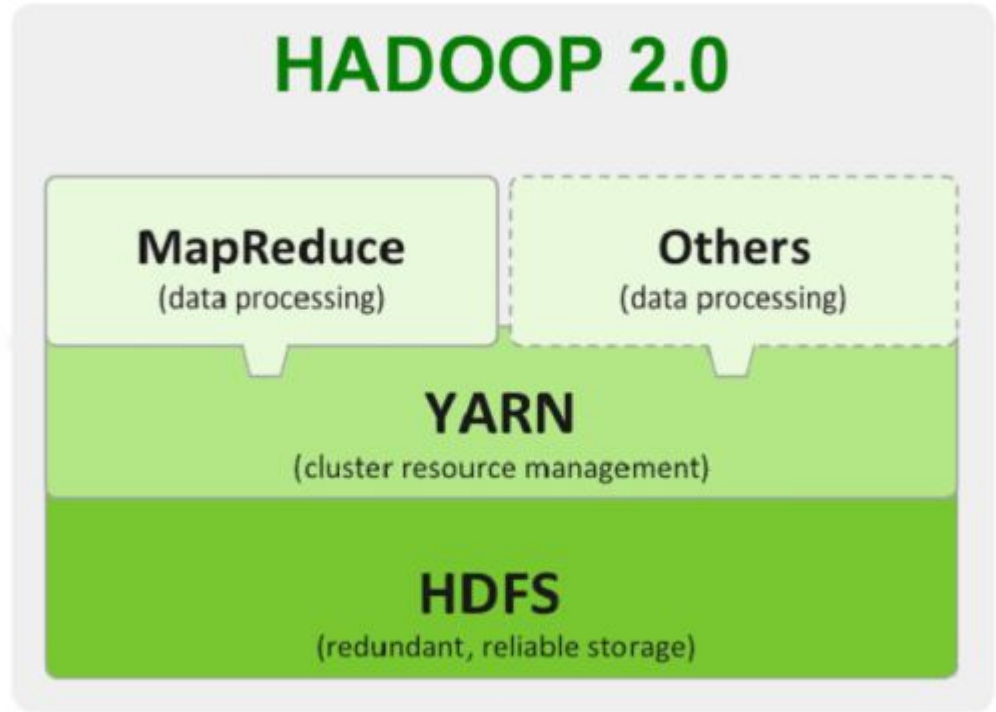 HADOOP 2.0
MapReduce
(data processing)
Others
(data processing)
YARN
(cluster resource management)
HDFS
(redundant, reliable storage)